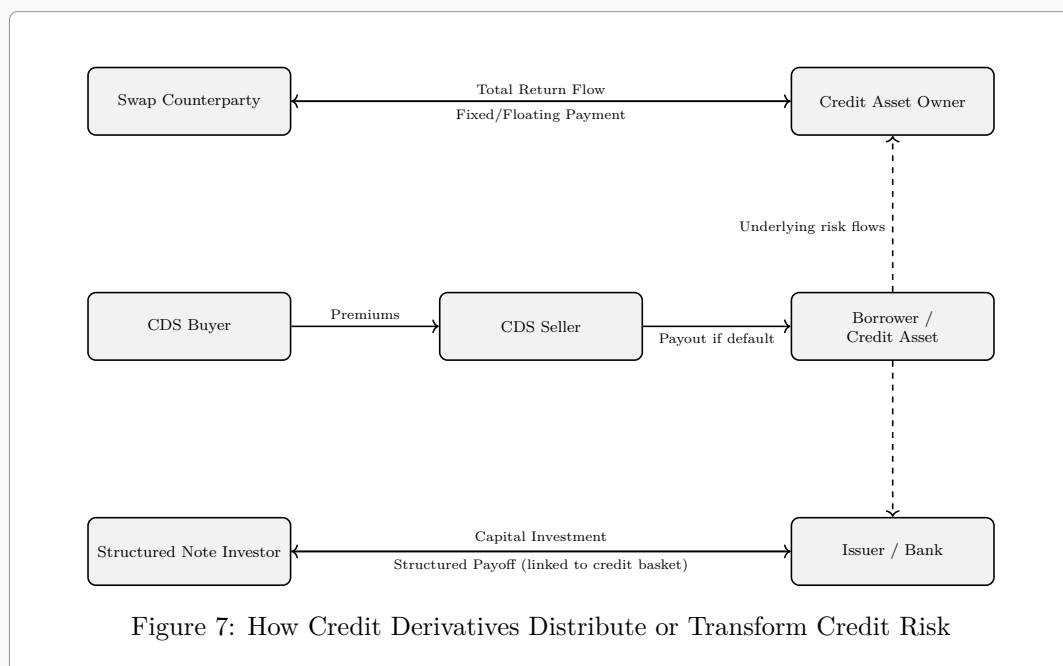 Swap Counterparty
Total Return Flow
Fixed/Floating Payment
Credit Asset Owner
Underlying risk flows
CDS Buyer
Premiums
CDS Seller
Payout if default
Borrower /
Credit Asset
Structured Note Investor
Capital Investment
Structured Payoff (linked to credit basket)
Issuer / Bank
Figure 7: How Credit Derivatives Distribute or Transform Credit Risk